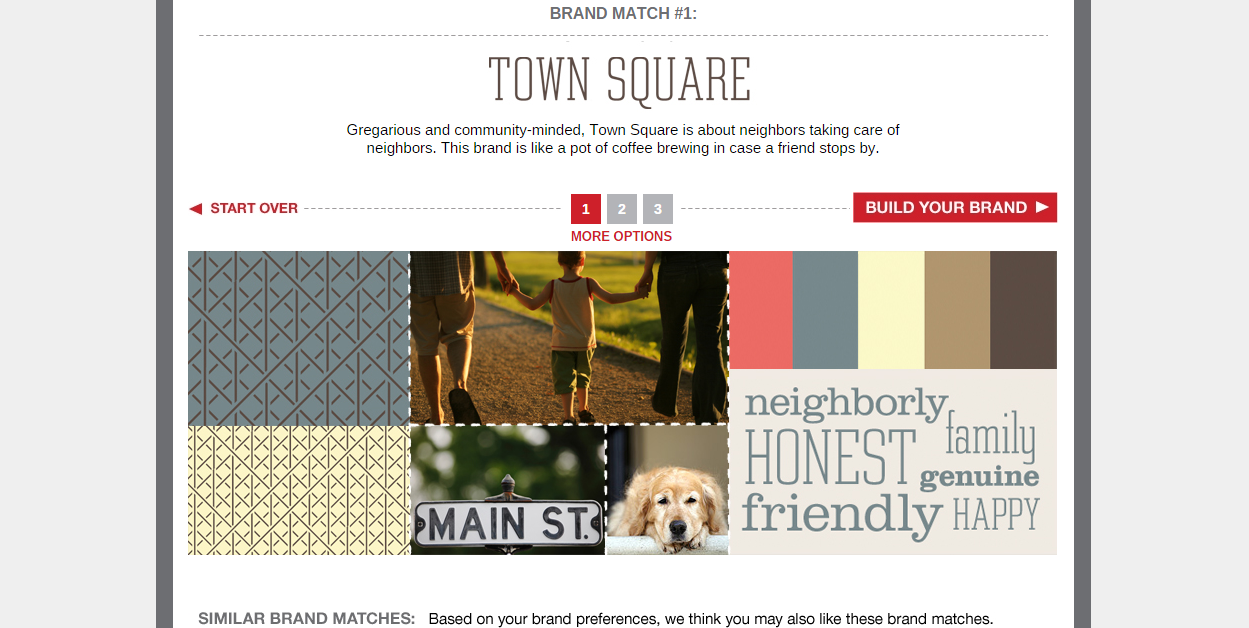 BRAND MATCH #1:
TOWN SQUARE
Gregarious and community-minded, Town Square is about neighbors taking care of
neighbors. This brand is like a pot of coffee brewing in case a friend stops by.
START OVER
1 2 3
BUILD YOUR BRAND
MORE OPTIONS
neighborly
family
HONEST
genuine
friendly
HAPPY
MAIN ST.
SIMILAR BRAND MATCHES: Based on your brand preferences, we think you may also like these brand matches.